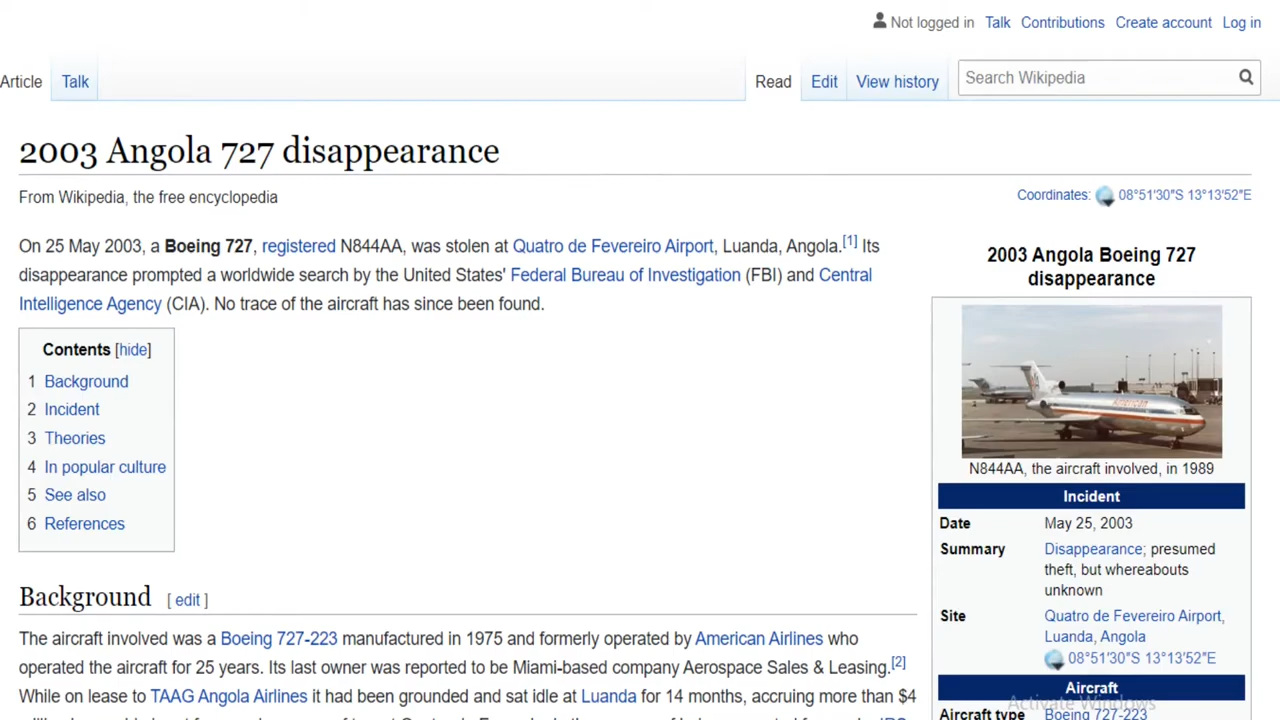 Not logged in Talk Contributions Create account Log in
Article Talk Read Edit View history Search Wikipedia
2003 Angola 727 disappearance
From Wikipedia, the free encyclopedia
Coordinates: 08°51′30″S 13°13′52″E
On 25 May 2003, a Boeing 727, registered N844AA, was stolen at Quatro de Fevereiro Airport, Luanda, Angola.[1] Its
disappearance prompted a worldwide search by the United States' Federal Bureau of Investigation (FBI) and Central
Intelligence Agency (CIA). No trace of the aircraft has since been found.
Contents [hide]
1 Background
2 Incident
3 Theories
4 In popular culture
5 See also
6 References
Background [ edit ]
The aircraft involved was a Boeing 727-223 manufactured in 1975 and formerly operated by American Airlines who
operated the aircraft for 25 years. Its last owner was reported to be Miami-based company Aerospace Sales & Leasing.[2]
While on lease to TAAG Angola Airlines it had been grounded and sat idle at Luanda for 14 months, accruing more than $4
2003 Angola Boeing 727
disappearance
American
N844AA, the aircraft involved, in 1989
Incident
Date May 25, 2003
Summary Disappearance; presumed
theft, but whereabouts
unknown
Site Quatro de Fevereiro Airport,
Luanda, Angola
08°51′30″S 13°13′52″E
Aircraft
Activate Windows
Aircraft type Boeing 727-223